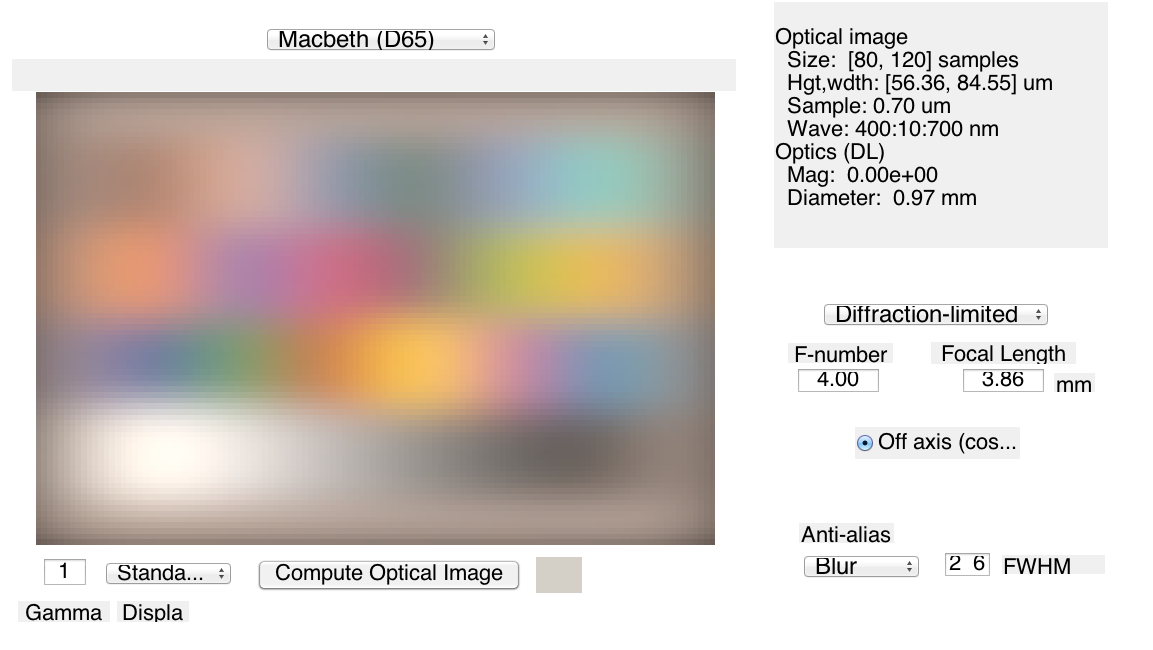 Macbeth (D65)
Optical image
Size:  [80, 120] samples
Hgt,wdth: [56.36, 84.55] um
Sample: 0.70 um
Wave: 400:10:700 nm
Optics (DL)
Mag:  0.00e+00
Diameter:  0.97 mm
Diffraction-limited
F-number
Focal Length
4.00
3.86
mm
Off axis (cos...
Anti-alias
Blur
2  6
FWHM
1
Standa...
Compute Optical Image
Gamma
Displa